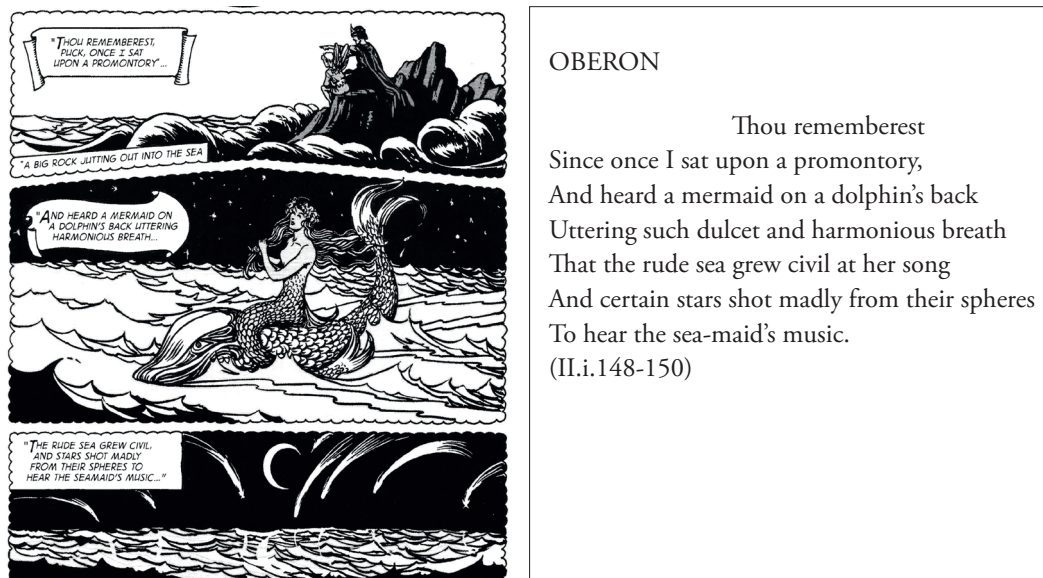 "THOU REMEMBEREST,
PUCK, ONCE I SAT
UPON A PROMONTORY"...
"A BIG ROCK JUTTING OUT INTO THE SEA
"AND HEARD A MERMAID ON
A DOLPHIN'S BACK UTTERING
HARMONIOUS BREATH...
"THE RUDE SEA GREW CIVIL,
AND STARS SHOT MADLY
FROM THEIR SPHERES TO
HEAR THE SEAMAID'S MUSIC..."
OBERON
Thou rememberest
Since once I sat upon a promontory,
And heard a mermaid on a dolphin's back
Uttering such dulcet and harmonious breath
That the rude sea grew civil at her song
And certain stars shot madly from their spheres
To hear the sea-maid's music.
(II.i.148-150)